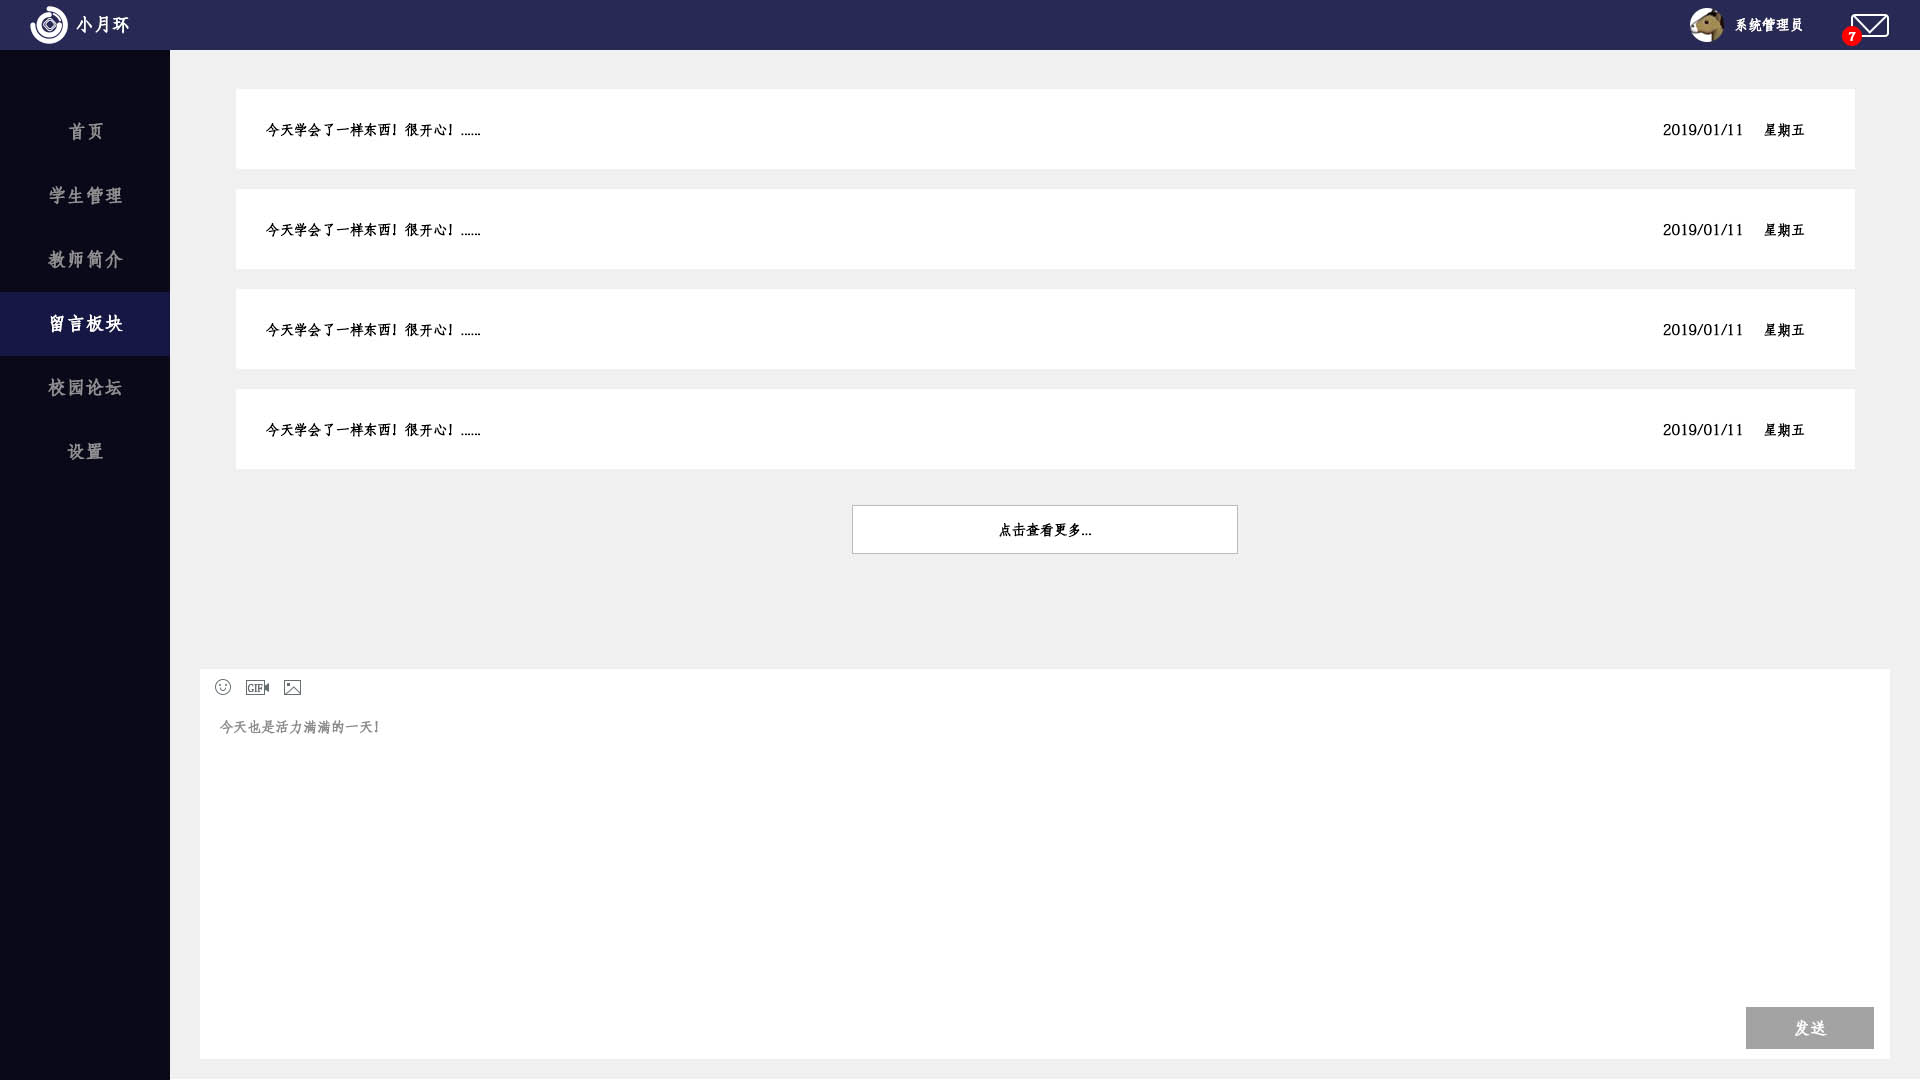 小月环
系统管理员
7
首页
学生管理
教师简介
留言板块
校园论坛
设置
今天学会了一样东西！很开心！...... 2019/01/11 星期五
今天学会了一样东西！很开心！...... 2019/01/11 星期五
今天学会了一样东西！很开心！...... 2019/01/11 星期五
今天学会了一样东西！很开心！...... 2019/01/11 星期五
点击查看更多...
GIF
今天也是活力满满的一天！
发送